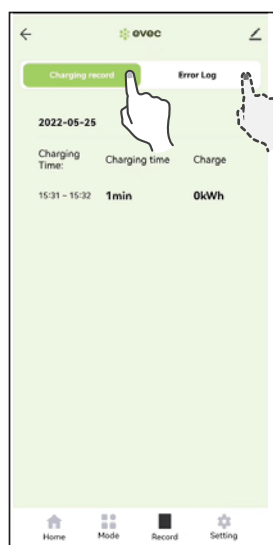 evec
Charging record Error Log
2022-05-25
Charging Time: Charging time Charge
15:31 - 15:32 1min 0kWh
Home Mode Record Setting